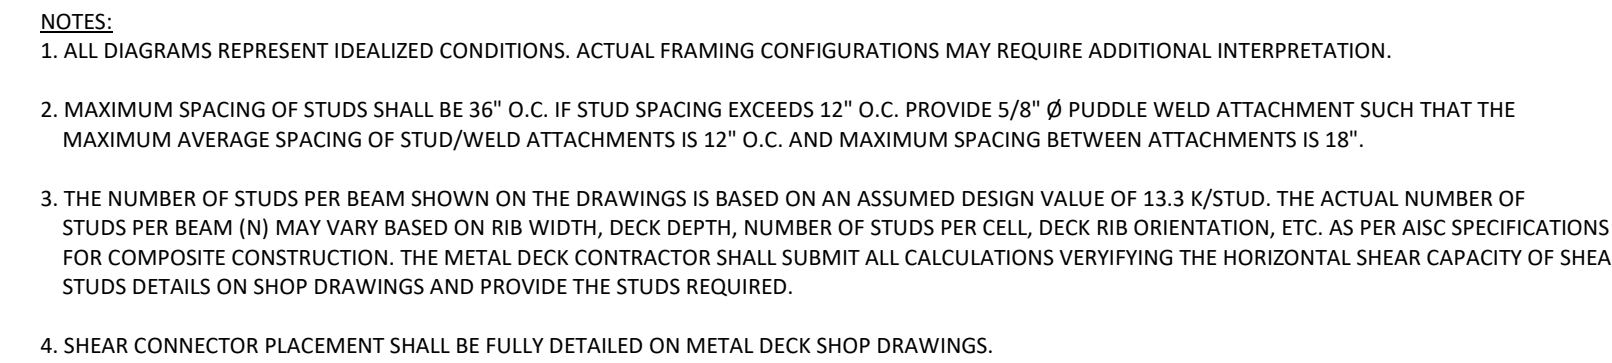 NOTES:
1. ALL DIAGRAMS REPRESENT IDEALIZED CONDITIONS. ACTUAL FRAMING CONFIGURATIONS MAY REQUIRE ADDITIONAL INTERPRETATION.
2. MAXIMUM SPACING OF STUDS SHALL BE 36" O.C. IF STUD SPACING EXCEEDS 12" O.C. PROVIDE 5/8" Ø PUDDLE WELD ATTACHMENT SUCH THAT THE
MAXIMUM AVERAGE SPACING OF STUD/WELD ATTACHMENTS IS 12" O.C. AND MAXIMUM SPACING BETWEEN ATTACHMENTS IS 18".
3. THE NUMBER OF STUDS PER BEAM SHOWN ON THE DRAWINGS IS BASED ON AN ASSUMED DESIGN VALUE OF 13.3 K/STUD. THE ACTUAL NUMBER OF
STUDS PER BEAM (N) MAY VARY BASED ON RIB WIDTH, DECK DEPTH, NUMBER OF STUDS PER CELL, DECK RIB ORIENTATION, ETC. AS PER AISC SPECIFICATIONS
FOR COMPOSITE CONSTRUCTION. THE METAL DECK CONTRACTOR SHALL SUBMIT ALL CALCULATIONS VERYIFYING THE HORIZONTAL SHEAR CAPACITY OF SHEA
STUDS DETAILS ON SHOP DRAWINGS AND PROVIDE THE STUDS REQUIRED.
4. SHEAR CONNECTOR PLACEMENT SHALL BE FULLY DETAILED ON METAL DECK SHOP DRAWINGS.